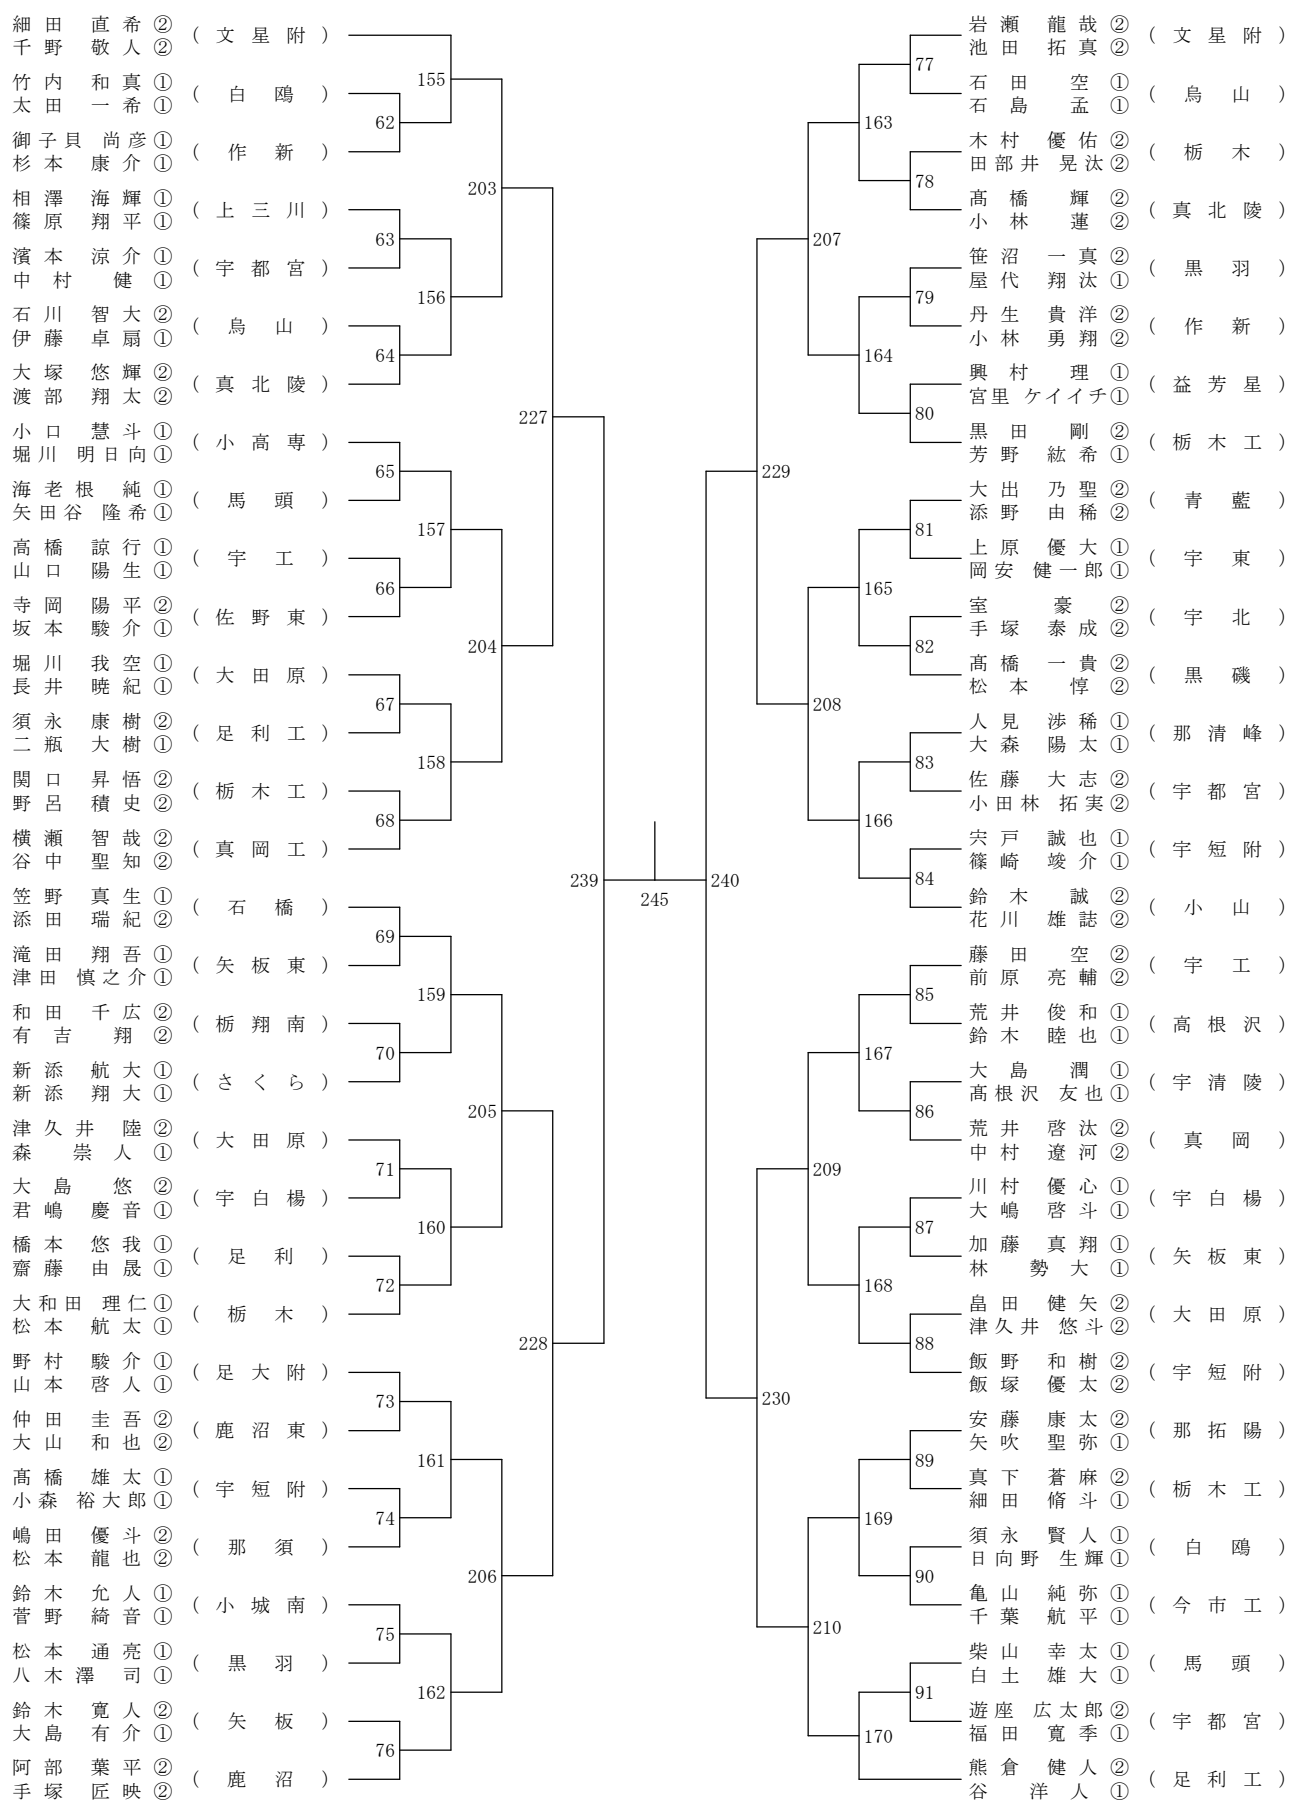 細田 直希② (文星附)
千野 敬人②
155
竹内 和真① (白鴎)
太田 一希①
62
御子貝 尚彦① (作新)
杉本 康介①
203
相澤 海輝① (上三川)
篠原 翔平①
63
濱本 涼介① (宇都宮)
中村 健①
156
石川 智大② (烏山)
伊藤 卓扇①
64
大塚 悠輝② (真北陵)
渡部 翔太②
227
小口 慧斗① (小高専)
堀川 明日向①
65
海老根 純① (馬頭)
矢田谷 隆希①
157
高橋 諒行① (宇工)
山口 陽生①
66
寺岡 陽平② (佐野東)
坂本 駿介①
204
堀川 我空① (大田原)
長井 暁紀①
67
須永 康樹② (足利工)
二瓶 大樹①
158
関口 昇悟② (栃木工)
野呂 積史②
68
横瀬 智哉② (真岡工)
谷中 聖知②
239
笠野 真生① (石橋)
添田 瑞紀②
69
滝田 翔吾① (矢板東)
津田 慎之介①
159
和田 千広② (栃翔南)
有吉 翔②
70
新添 航大① (さくら)
新添 翔大①
205
津久井 陸② (大田原)
森 崇人①
71
大島 悠② (宇白楊)
君嶋 慶音①
160
橋本 悠我① (足利)
齋藤 由晟①
72
大和田 理仁① (栃木)
松本 航太①
228
野村 駿介① (足大附)
山本 啓人①
73
仲田 圭吾② (鹿沼東)
大山 和也②
161
髙橋 雄太① (宇短附)
小森 裕大郎①
74
嶋田 優斗② (那須)
松本 龍也②
206
鈴木 允人① (小城南)
菅野 綺音①
75
松本 通亮① (黒羽)
八木澤 司①
162
鈴木 寛人② (矢板)
大島 有介①
76
阿部 葉平② (鹿沼)
手塚 匠映②
245
岩瀬 龍哉② (文星附)
池田 拓真②
77
石田 空① (烏山)
石島 孟①
163
木村 優佑② (栃木)
田部井 晃汰②
78
髙橋 輝② (真北陵)
小林 蓮②
207
笹沼 一真② (黒羽)
屋代 翔汰①
79
丹生 貴洋② (作新)
小林 勇翔②
164
興村 理① (益芳星)
宮里 ケイイチ①
80
黒田 剛② (栃木工)
芳野 紘希①
229
大出 乃聖② (青藍)
添野 由稀②
81
上原 優大① (宇東)
岡安 健一郎①
165
室 豪② (宇北)
手塚 泰成②
82
髙橋 一貴② (黒磯)
松本 惇②
208
人見 渉稀① (那清峰)
大森 陽太①
83
佐藤 大志② (宇都宮)
小田林 拓実②
166
宍戸 誠也① (宇短附)
篠崎 竣介①
84
鈴木 誠② (小山)
花川 雄誌②
240
藤田 空② (宇工)
前原 亮輔②
85
荒井 俊和① (高根沢)
鈴木 睦也①
167
大島 潤① (宇清陵)
髙根沢 友也①
86
荒井 啓汰② (真岡)
中村 遼河②
209
川村 優心① (宇白楊)
大嶋 啓斗①
87
加藤 真翔① (矢板東)
林 勢大①
168
畠田 健矢② (大田原)
津久井 悠斗②
88
飯野 和樹② (宇短附)
飯塚 優太②
230
安藤 康太② (那拓陽)
矢吹 聖弥①
89
真下 蒼麻② (栃木工)
細田 脩斗①
169
須永 賢人① (白鴎)
日向野 生輝①
90
亀山 純弥① (今市工)
千葉 航平①
210
柴山 幸太① (馬頭)
白土 雄大①
91
遊座 広太郎② (宇都宮)
福田 寛季①
170
熊倉 健人② (足利工)
谷 洋人①